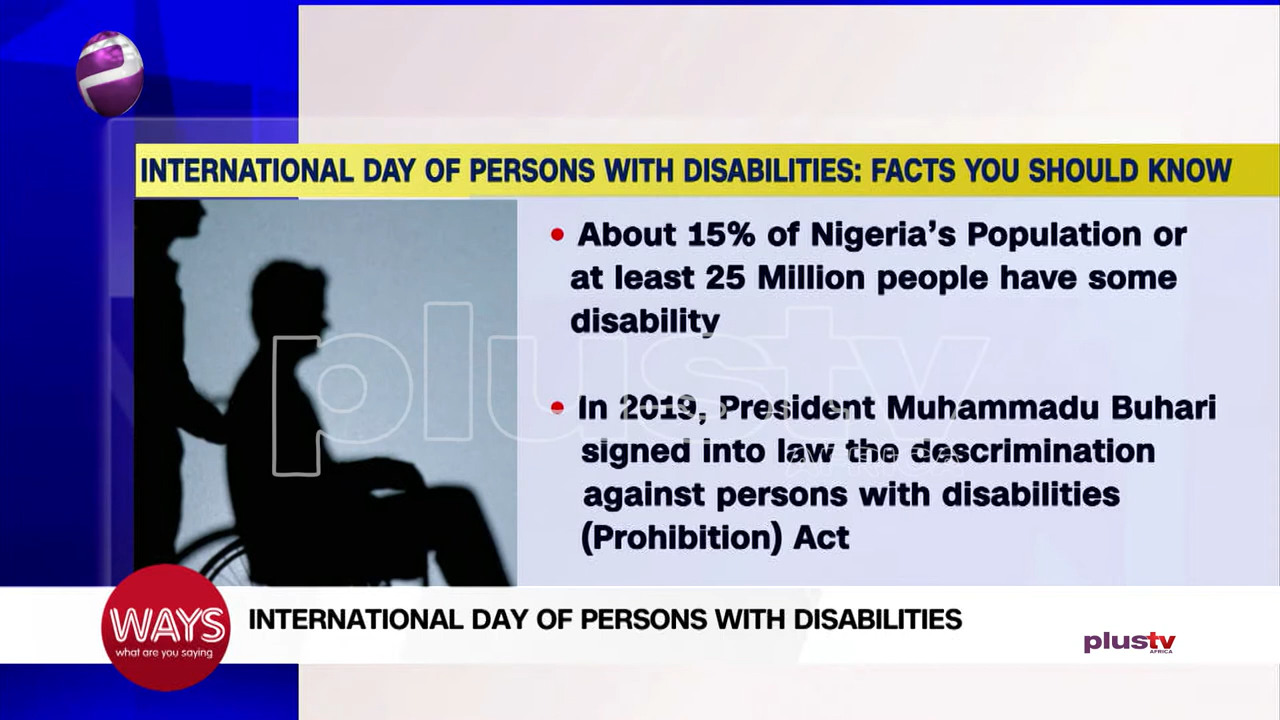 INTERNATIONAL DAY OF PERSONS WITH DISABILITIES: FACTS YOU SHOULD KNOW
• About 15% of Nigeria's Population or
at least 25 Million people have some
disability
• In 2019, President Muhammadu Buhari
signed into law the descrimination
against persons with disabilities
(Prohibition) Act
plustv
WAYS
what are you saying
INTERNATIONAL DAY OF PERSONS WITH DISABILITIES
plustv
AFRICA